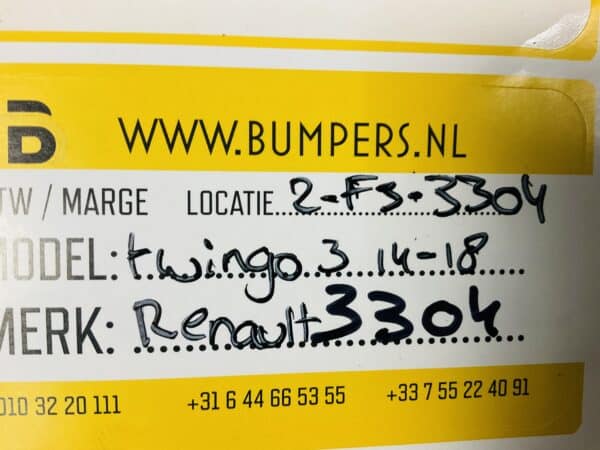 WWW.BUMPERS.NL
TW / MARGE LOCATIE 2-F3-3304
MODEL: twingo 3 14-18
MERK: Renault 3304
010 32 20 111 +31 6 44 66 53 55 +33 7 55 22 40 91